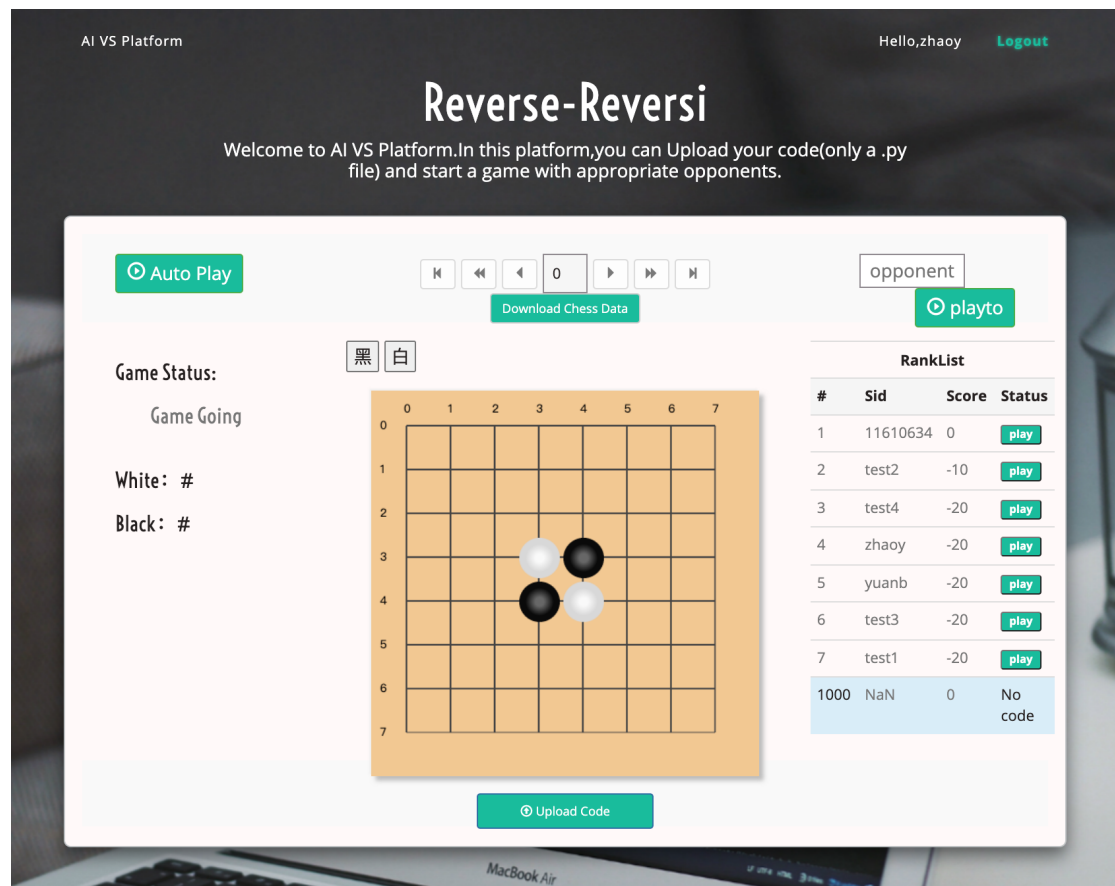 AI VS Platform
Hello,zhaoy
Logout
Reverse-Reversi
Welcome to AI VS Platform.In this platform,you can Upload your code(only a .py
file) and start a game with appropriate opponents.
Auto Play
0
opponent
Download Chess Data
playto
黑 白
Game Status:
Game Going
White: #
Black: #
0 1 2 3 4 5 6 7
0
1
2
3
4
5
6
7
RankList
# Sid Score Status
1 11610634 0 play
2 test2 -10 play
3 test4 -20 play
4 zhaoy -20 play
5 yuanb -20 play
6 test3 -20 play
7 test1 -20 play
1000 NaN 0 No
code
Upload Code
MacBook Air